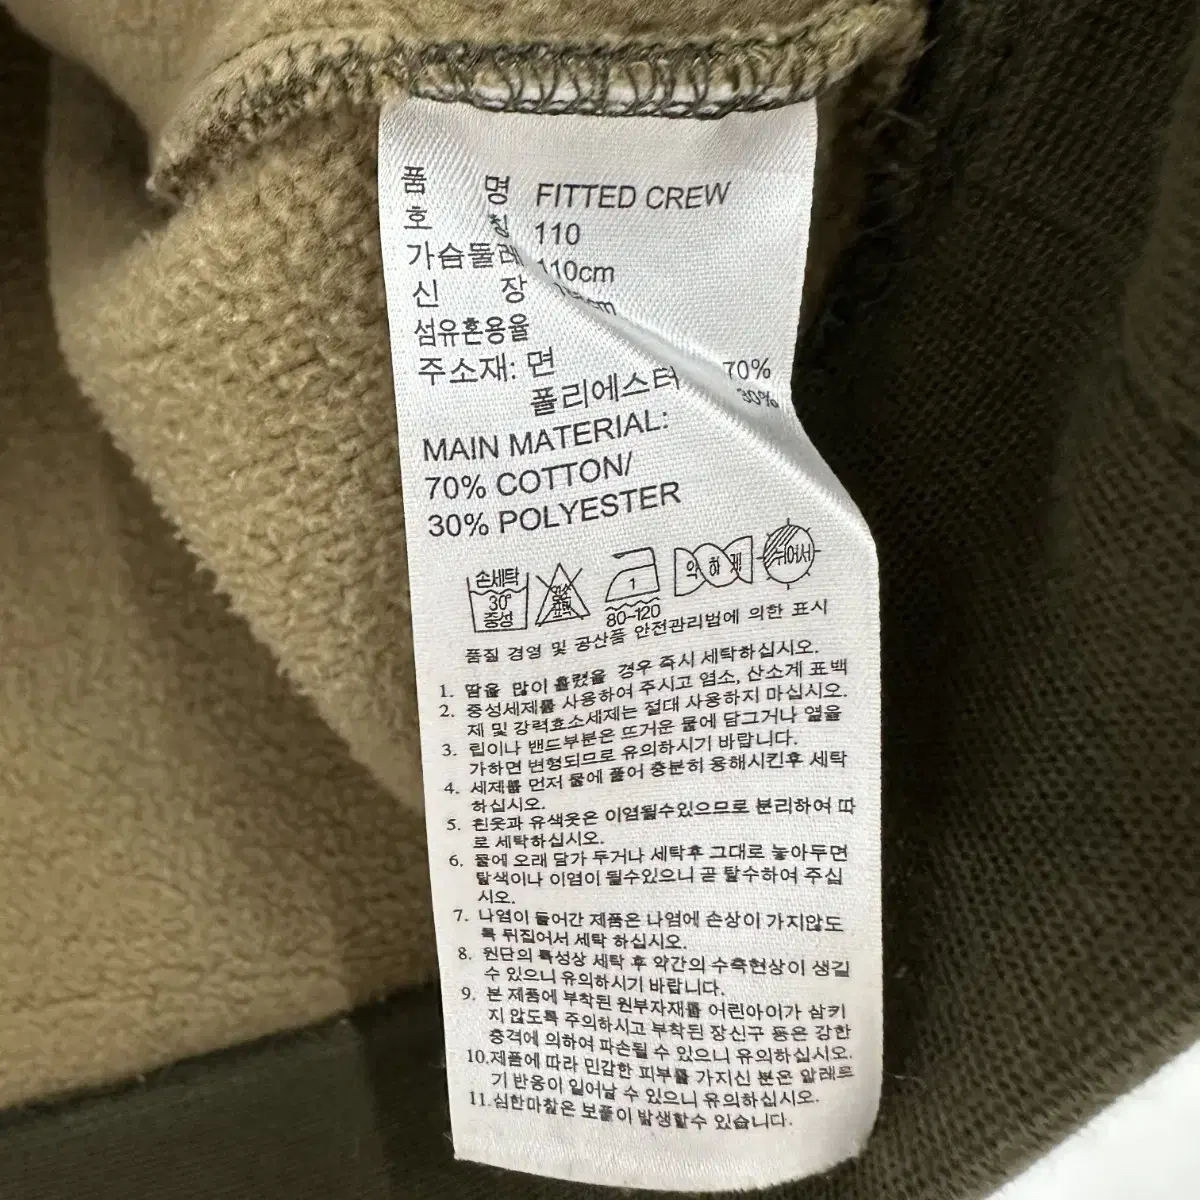 품 명 FITTED CREW
호 칭 110
가슴둘레 110cm
신 장 cm
섬유혼용율
주소재: 면 70%
폴리에스터 30%
MAIN MATERIAL:
70% COTTON/
30% POLYESTER
손세탁 30° 중성 염소 표백 1 80-120 약하게 뉘어서
품질 경영 및 공산품 안전관리법에 의한 표시
1. 땀을 많이 흘렸을 경우 즉시 세탁하십시오.
2. 중성세제를 사용하여 주시고 염소, 산소계 표백
제 및 강력효소세제는 절대 사용하지 마십시오.
3. 립이나 밴드부분은 뜨거운 물에 담그거나 열을
가하면 변형되므로 유의하시기 바랍니다.
4. 세제를 먼저 물에 풀어 충분히 용해시킨후 세탁
하십시오.
5. 흰옷과 유색옷은 이염될수있으므로 분리하여 따
로 세탁하십시오.
6. 물에 오래 담가 두거나 세탁후 그대로 놓아두면
탈색이나 이염이 될수있으니 곧 탈수하여 주십
시오.
7. 나염이 들어간 제품은 나염에 손상이 가지않도
록 뒤집어서 세탁 하십시오.
8. 원단의 특성상 세탁 후 약간의 수축현상이 생길
수 있으니 유의하시기 바랍니다.
9. 본 제품에 부착된 원부자재를 어린아이가 삼키
지 않도록 주의하시고 부착된 장신구 등은 강한
충격에 의하여 파손될 수 있으니 유의하십시오.
10.제품에 따라 민감한 피부를 가지신 분은 알레르
기 반응이 일어날 수 있으니 유의하십시오.
11.심한마찰은 보풀이 발생할수 있습니다.